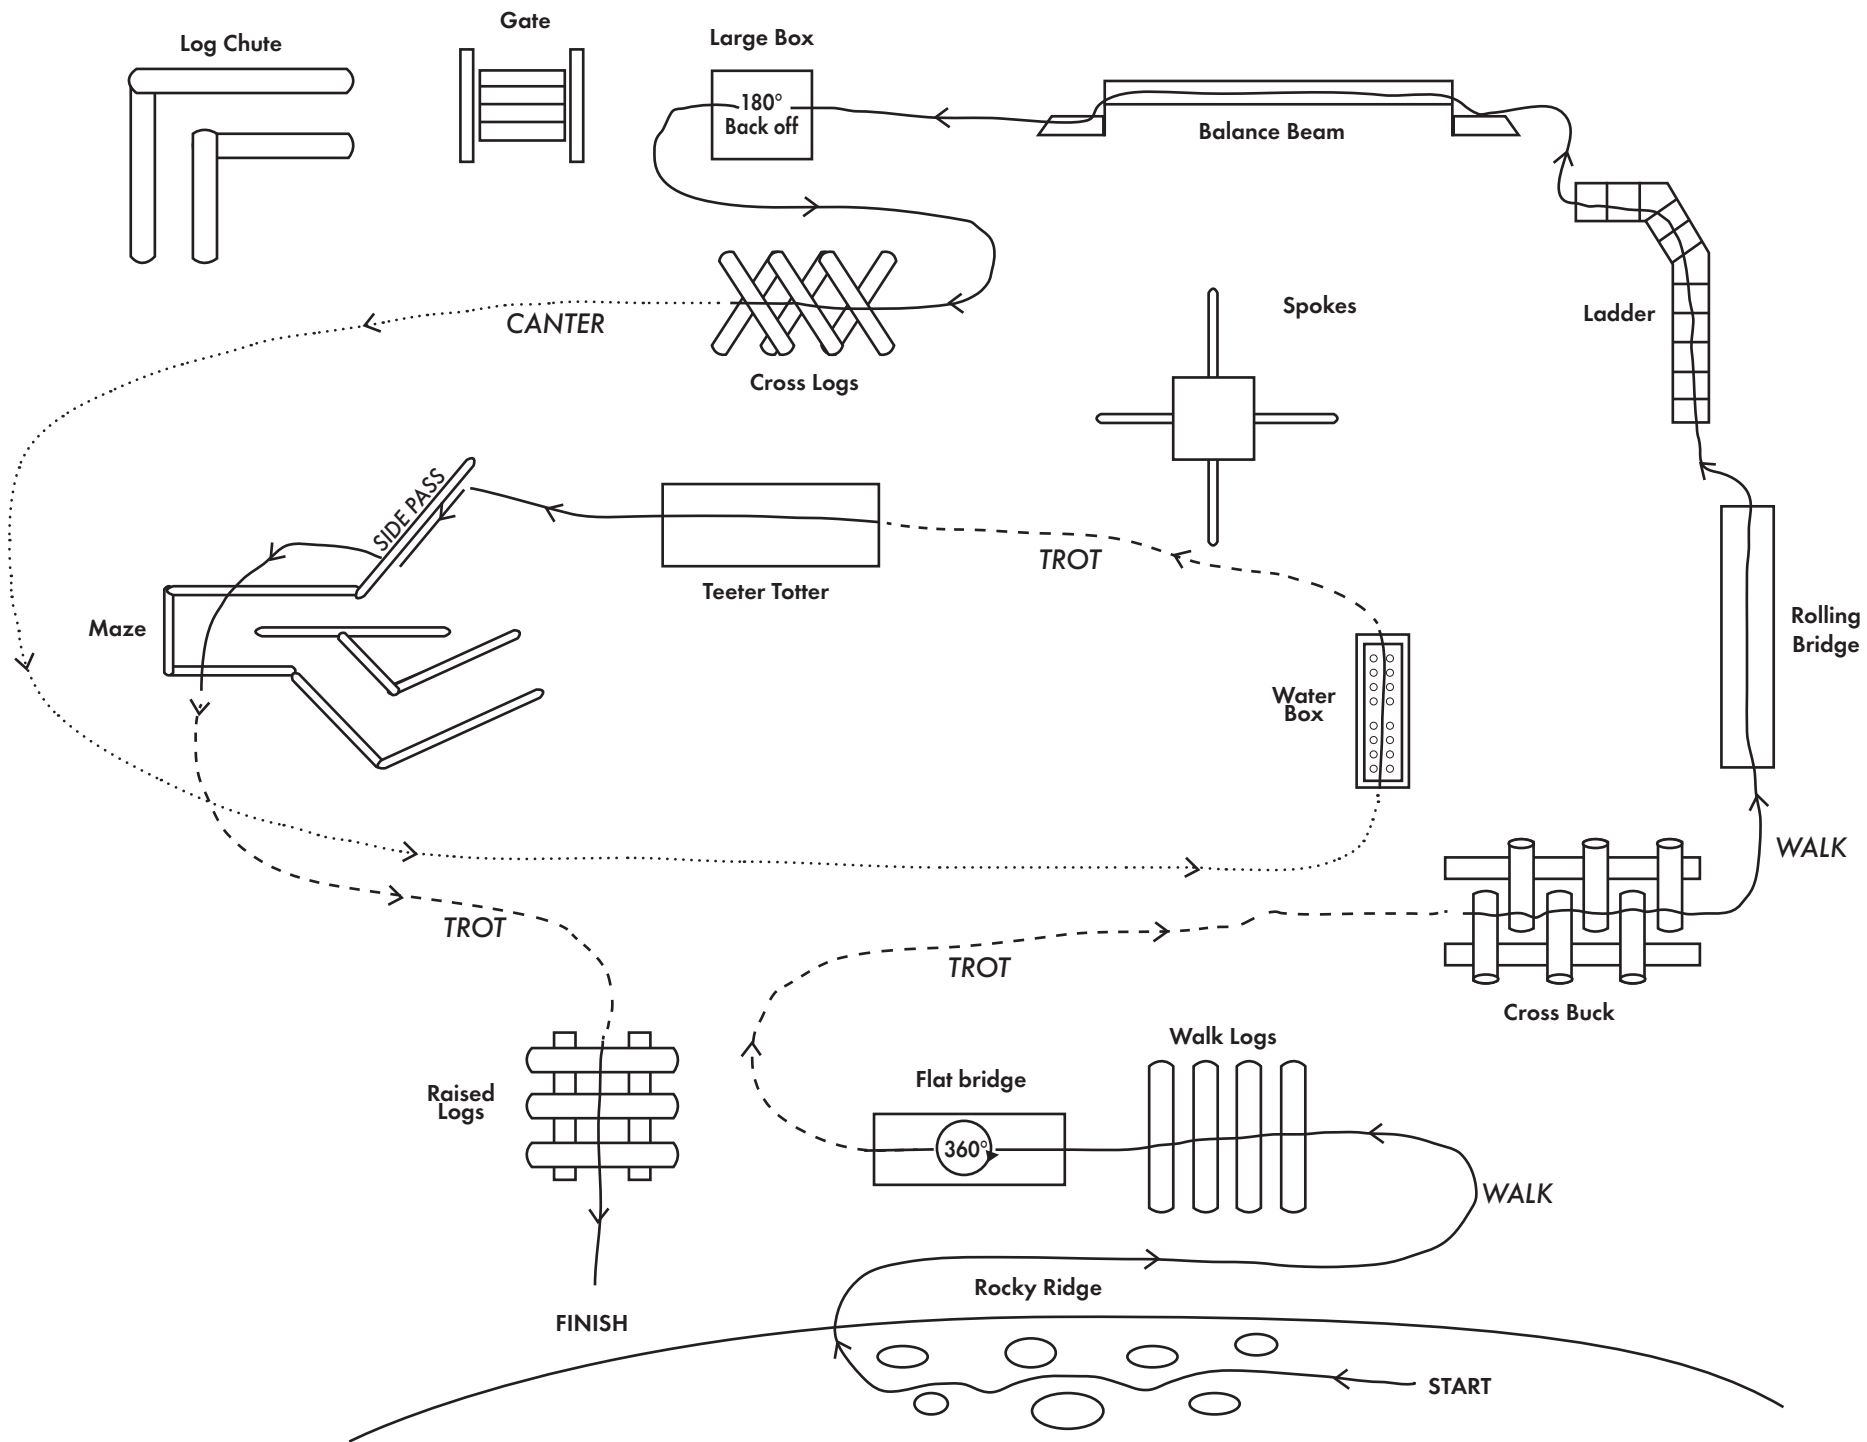 Gate
Log Chute
Large Box
180°
Back off
Balance Beam
Spokes
Ladder
CANTER
Cross Logs
SIDE PASS
TROT
Teeter Totter
Maze
Rolling
Bridge
Water
Box
WALK
TROT
TROT
Cross Buck
Walk Logs
Flat bridge
Raised
Logs
360°
WALK
Rocky Ridge
FINISH
START